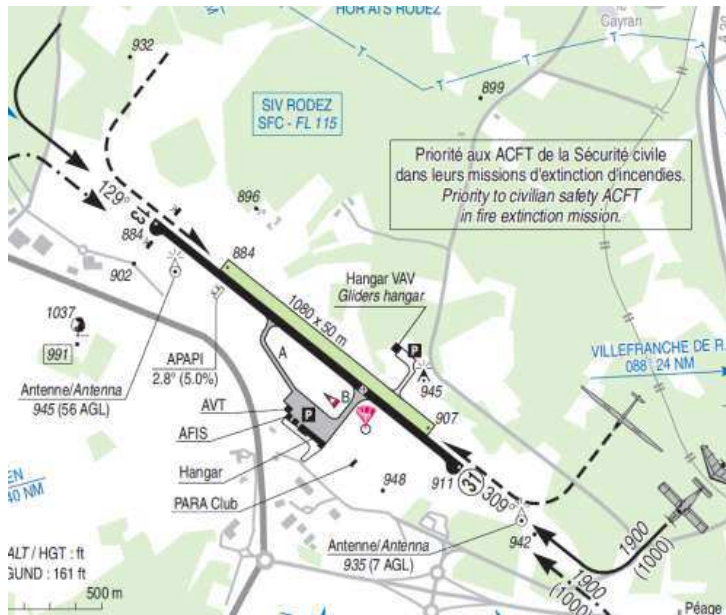 HOR ATS RODEZ
Cayran
932
T
T
T
T
899
SIV RODEZ
SFC - FL 115
Priorité aux ACFT de la Sécurité civile
dans leurs missions d'extinction d'incendies.
Priority to civilian safety ACFT
in fire extinction mission.
129°
13
896
884
884
902
Hangar VAV
Gliders hangar
P
1080 x 50 m
1037
991
APAPI
2.8° (5.0%)
A
VILLEFRANCHE DE R.
088° 24 NM
Antenne/Antenna
945 (56 AGL)
945
B
907
AVT
P
AFIS
Hangar
PARA Club
948
911
31
309°
EN
40 NM
942
Antenne/Antenna
935 (7 AGL)
1900
(1000)
1900
(1000)
ALT / HGT : ft
GUND : 161 ft
500 m
Péage